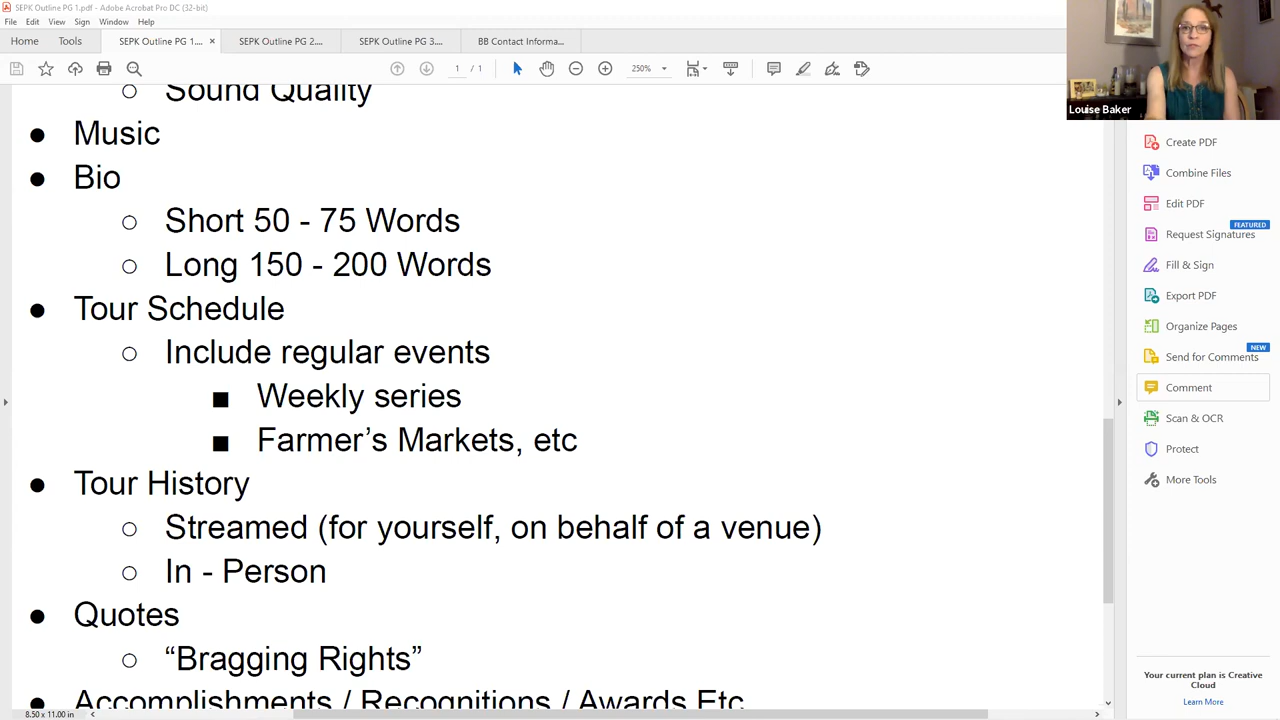 SEPK Outline PG 1.pdf - Adobe Acrobat Pro DC (32-bit)
File Edit View Sign Window Help
Home Tools SEPK Outline PG 1.... × SEPK Outline PG 2.... SEPK Outline PG 3.... Contact Informa...
1 / 1 250%
○ Sound Quality
● Music
● Bio
○ Short 50 - 75 Words
○ Long 150 - 200 Words
● Tour Schedule
○ Include regular events
■ Weekly series
■ Farmer’s Markets, etc
● Tour History
○ Streamed (for yourself, on behalf of a venue)
○ In - Person
● Quotes
○ “Bragging Rights”
● Accomplishments / Recognitions / Awards Etc
8.50 x 11.00 in
Louise Baker
Create PDF
Combine Files
Edit PDF
FEATURED
Request Signatures
Fill & Sign
Export PDF
Organize Pages
NEW
Send for Comments
Comment
Scan & OCR
Protect
More Tools
Your current plan is Creative
Cloud
Learn More